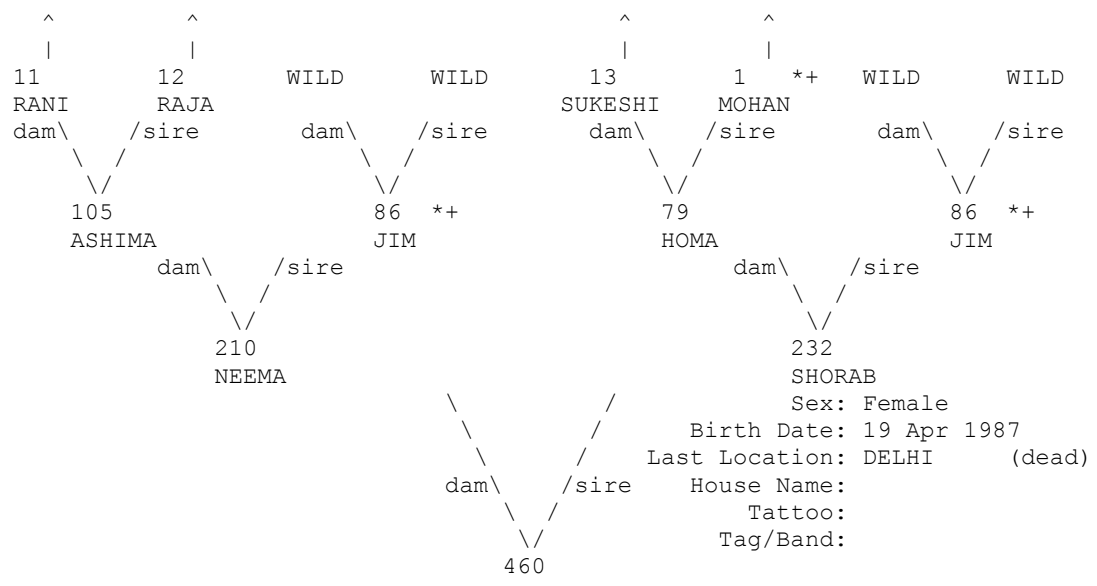 ^ ^ ^ ^
| | | |
11 12 WILD WILD 13 1 *+ WILD WILD
RANI RAJA SUKESHI MOHAN
dam\ /sire dam\ /sire dam\ /sire dam\ /sire
\ / \ / \ / \ /
\/ \/ \/ \/
105 86 *+ 79 86 *+
ASHIMA JIM HOMA JIM
dam\ /sire dam\ /sire
\ / \ /
\/ \/
210 232
NEEMA SHORAB
\ / Sex: Female
\ / Birth Date: 19 Apr 1987
\ / Last Location: DELHI (dead)
dam\ /sire House Name:
\ / Tattoo:
\/ Tag/Band:
460